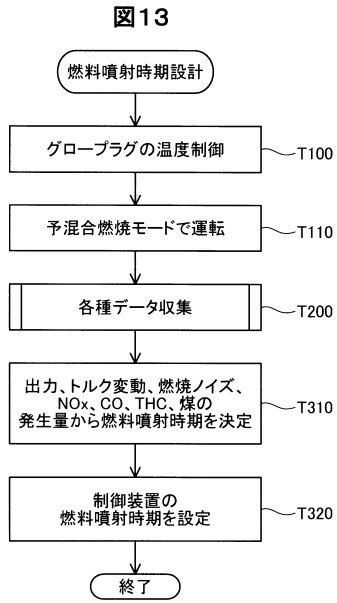 図13
燃料噴射時期設計
グロープラグの温度制御
T100
予混合燃焼モードで運転
T110
各種データ収集
T200
出力、トルク変動、燃焼ノイズ、
NOx、CO、THC、煤の
発生量から燃料噴射時期を決定
T310
制御装置の
燃料噴射時期を設定
T320
終了